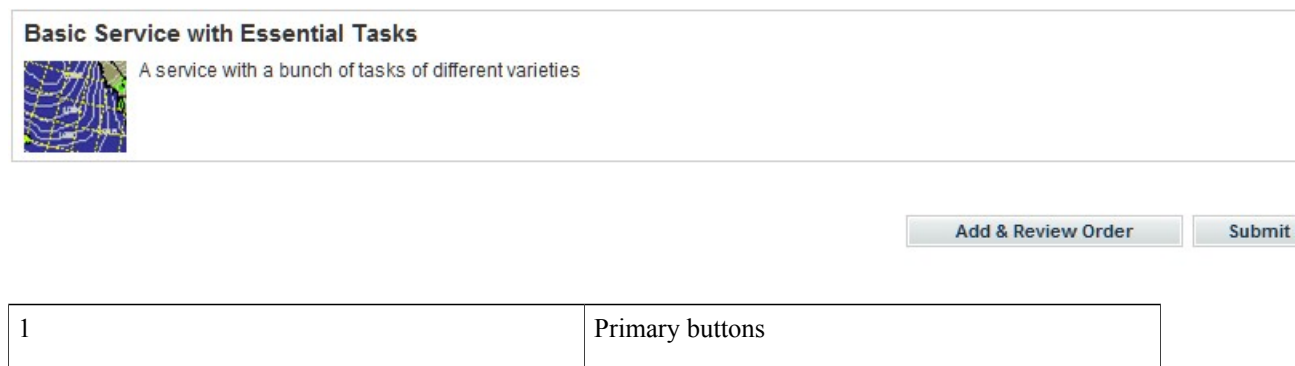 Basic Service with Essential Tasks
A service with a bunch of tasks of different varieties
Add & Review Order Submit
1 Primary buttons